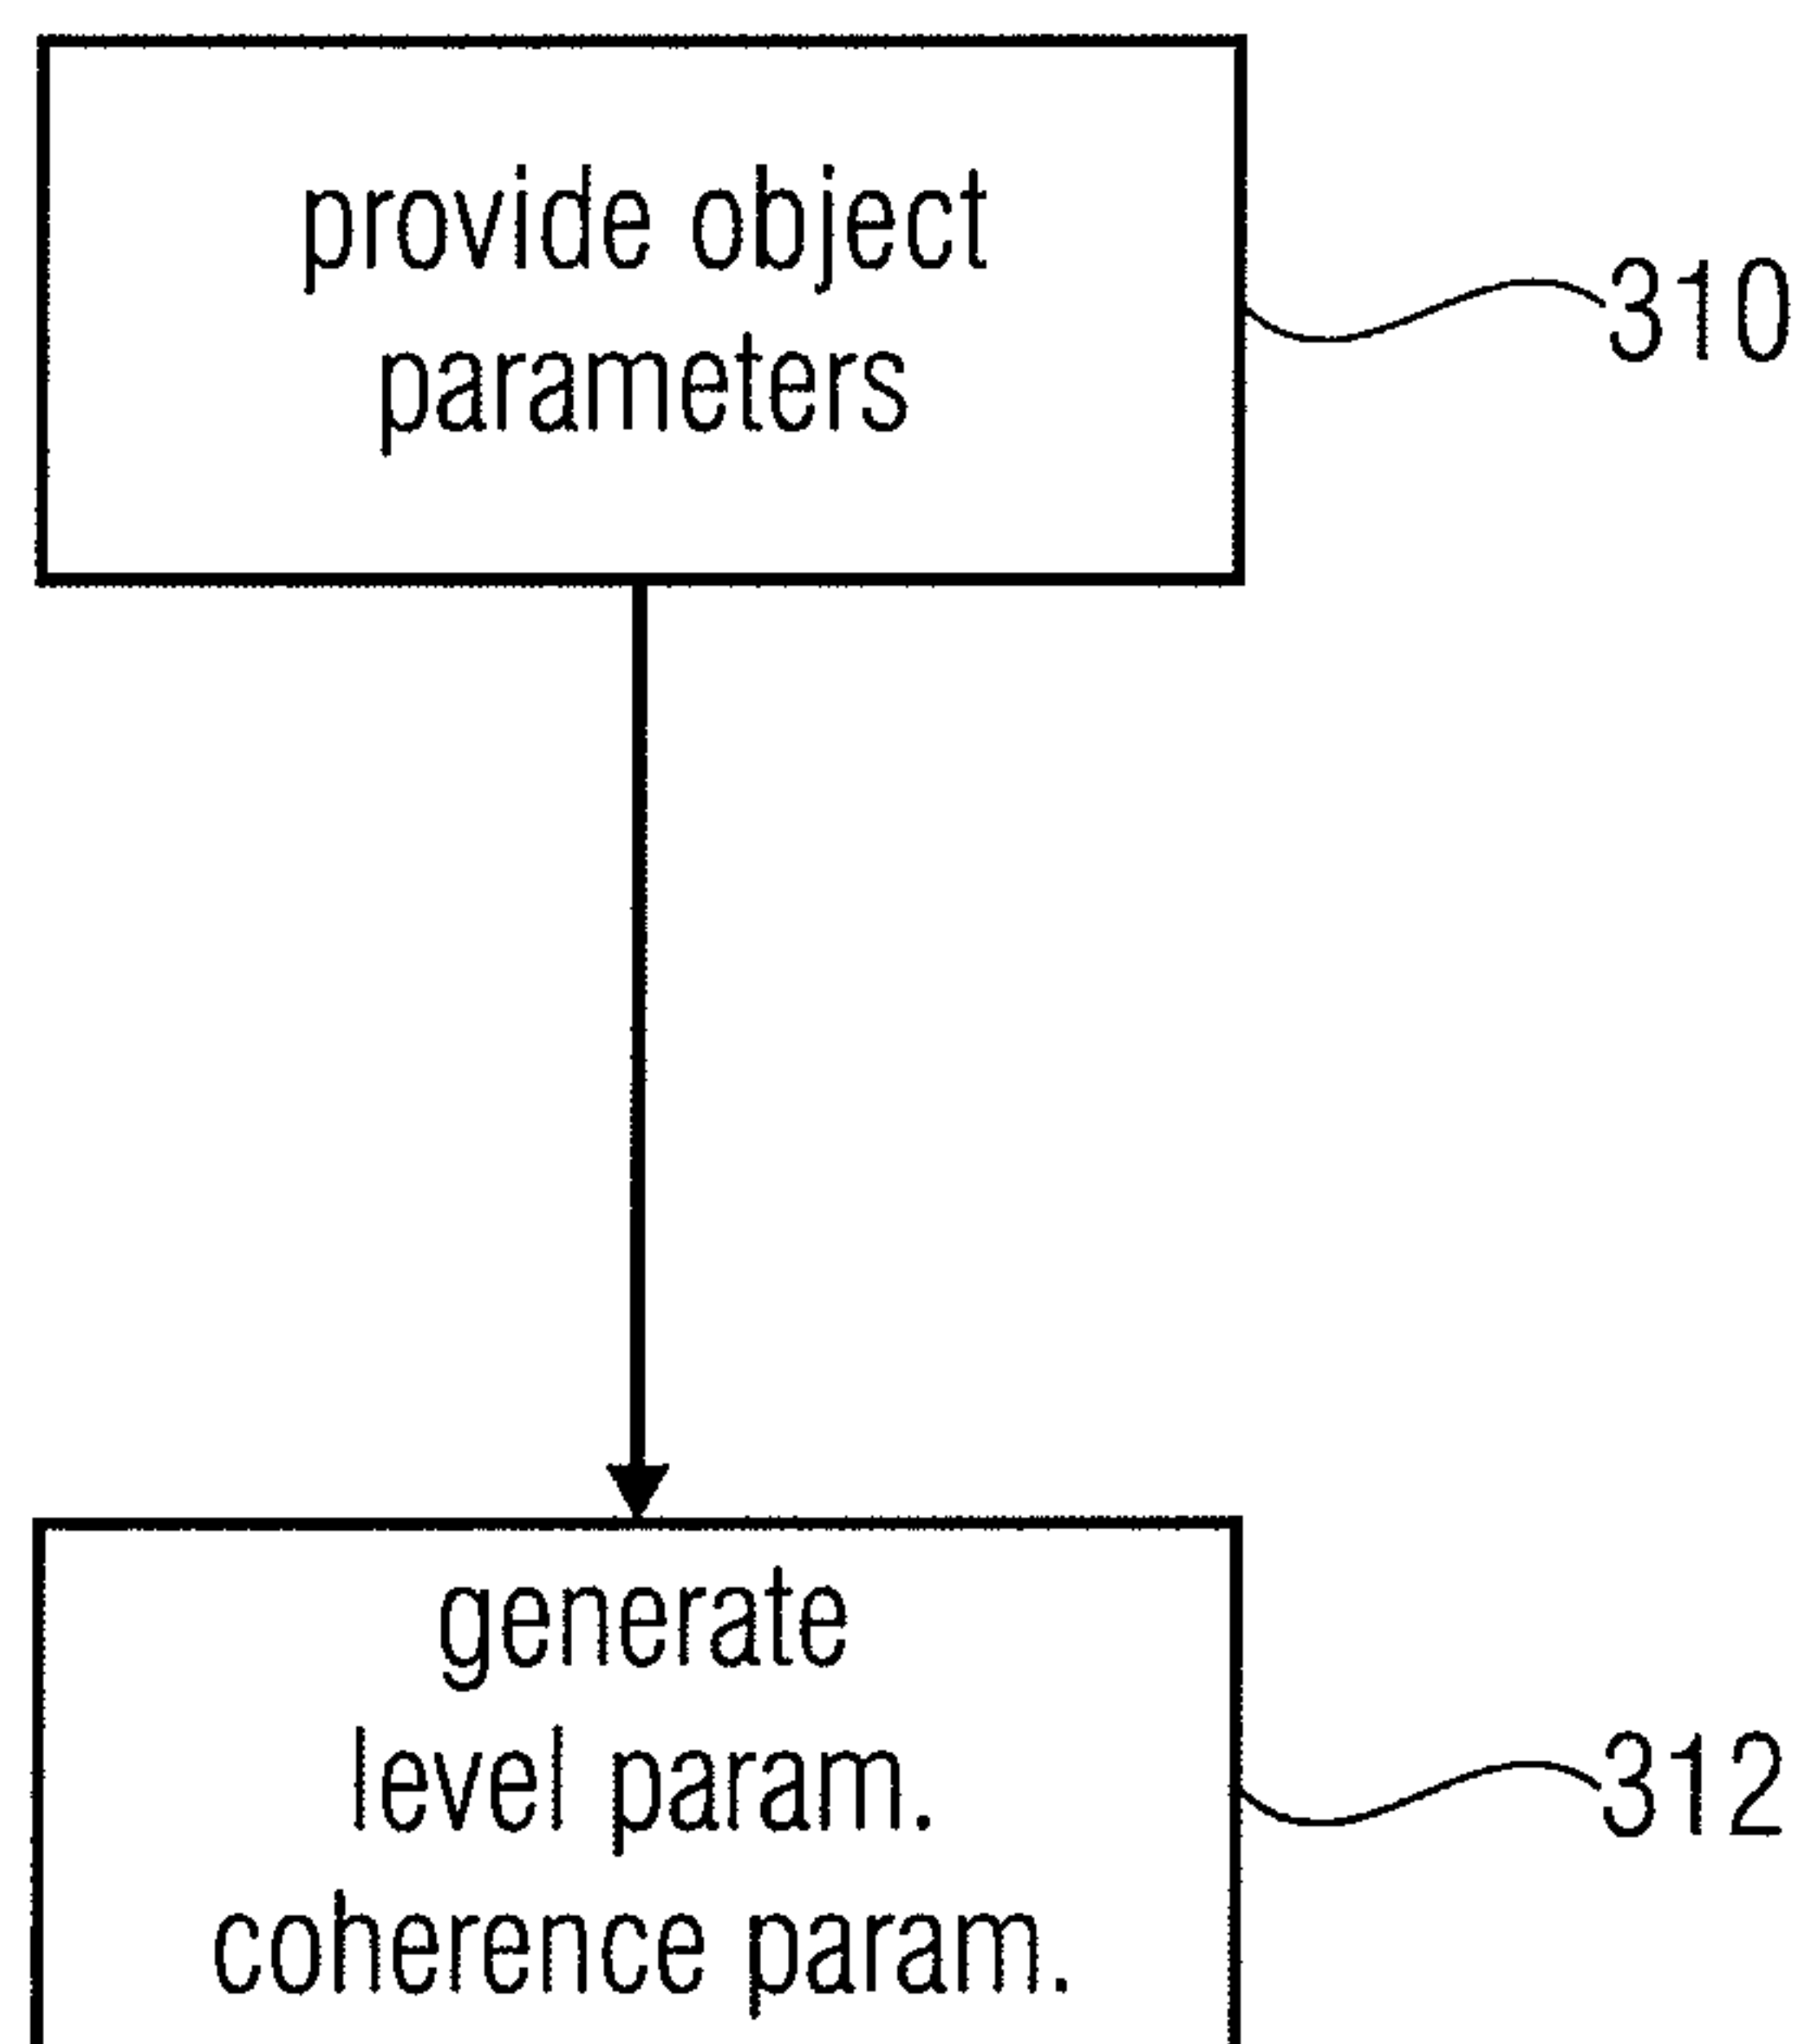 provide object
parameters
310
generate
level param.
coherence param.
312